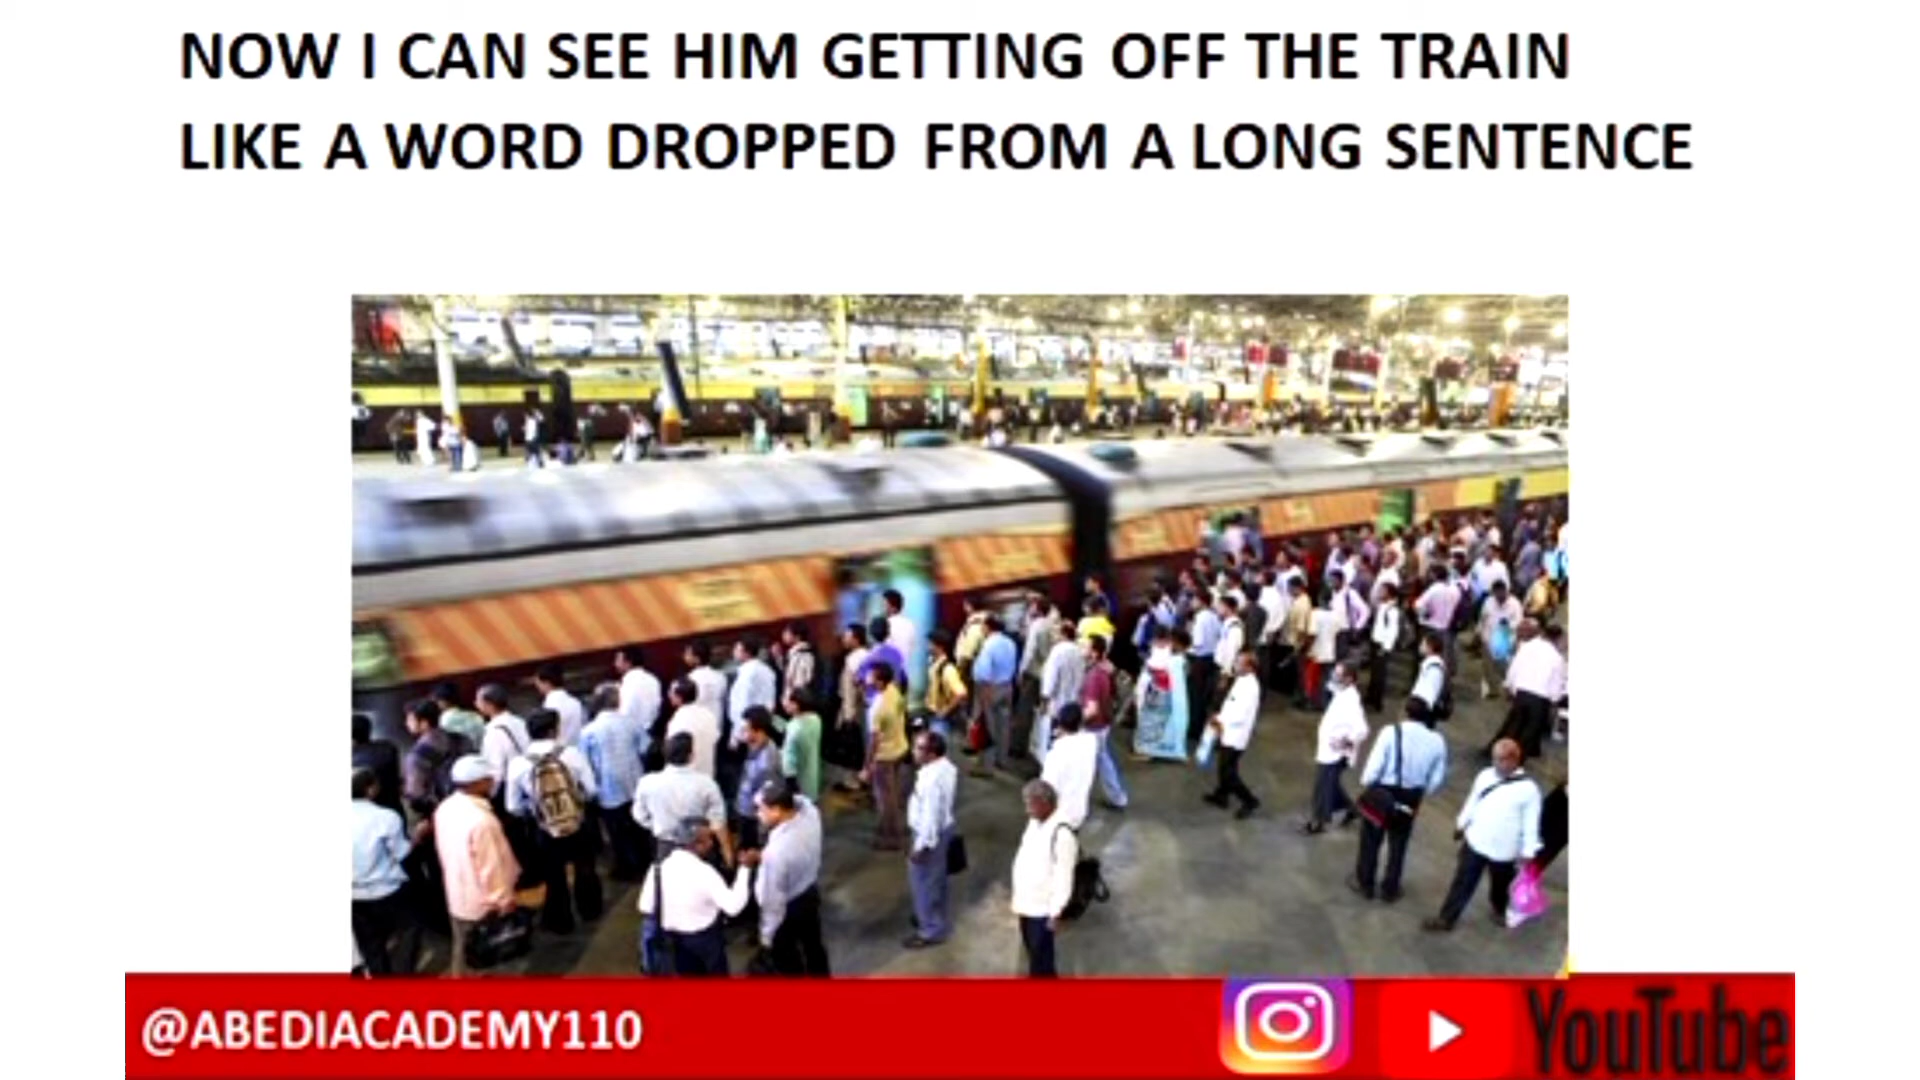 NOW I CAN SEE HIM GETTING OFF THE TRAIN
LIKE A WORD DROPPED FROM A LONG SENTENCE
@ABEDIACADEMY110
YouTube